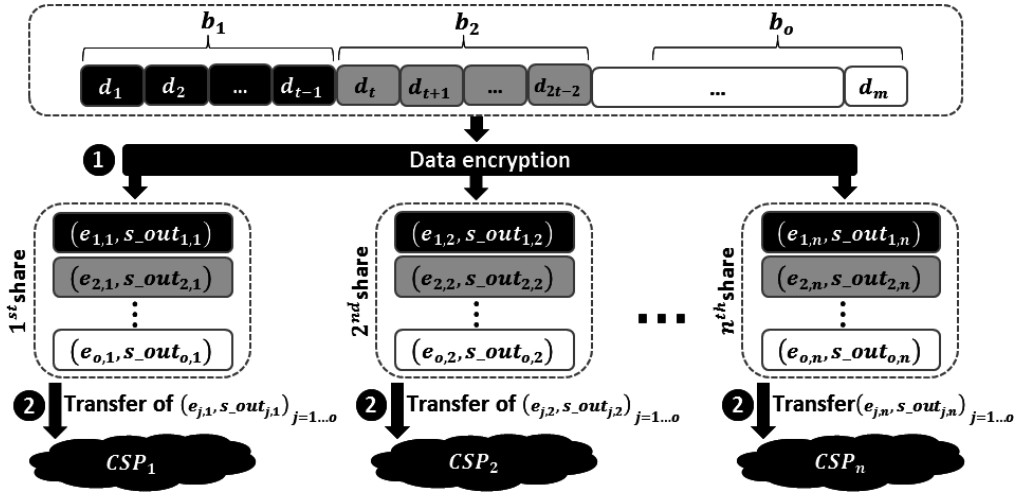 b₁ b₂ bₒ
d₁ d₂ ... dₜ₋₁ dₜ dₜ₊₁ ... d₂ₜ₋₂ ... dₘ
1 Data encryption
1ˢᵗ share
(e₁,₁, s_out₁,₁)
(e₂,₁, s_out₂,₁)
⋮
(eₒ,₁, s_outₒ,₁)
2ⁿᵈ share
(e₁,₂, s_out₁,₂)
(e₂,₂, s_out₂,₂)
⋮
(eₒ,₂, s_outₒ,₂)
...
nᵗʰ share
(e₁,ₙ, s_out₁,ₙ)
(e₂,ₙ, s_out₂,ₙ)
⋮
(eₒ,ₙ, s_outₒ,ₙ)
2 Transfer of (eⱼ,₁, s_outⱼ,₁) j=1...o
2 Transfer of (eⱼ,₂, s_outⱼ,₂) j=1...o
2 Transfer(eⱼ,ₙ, s_outⱼ,ₙ) j=1...o
CSP₁
CSP₂
CSPₙ